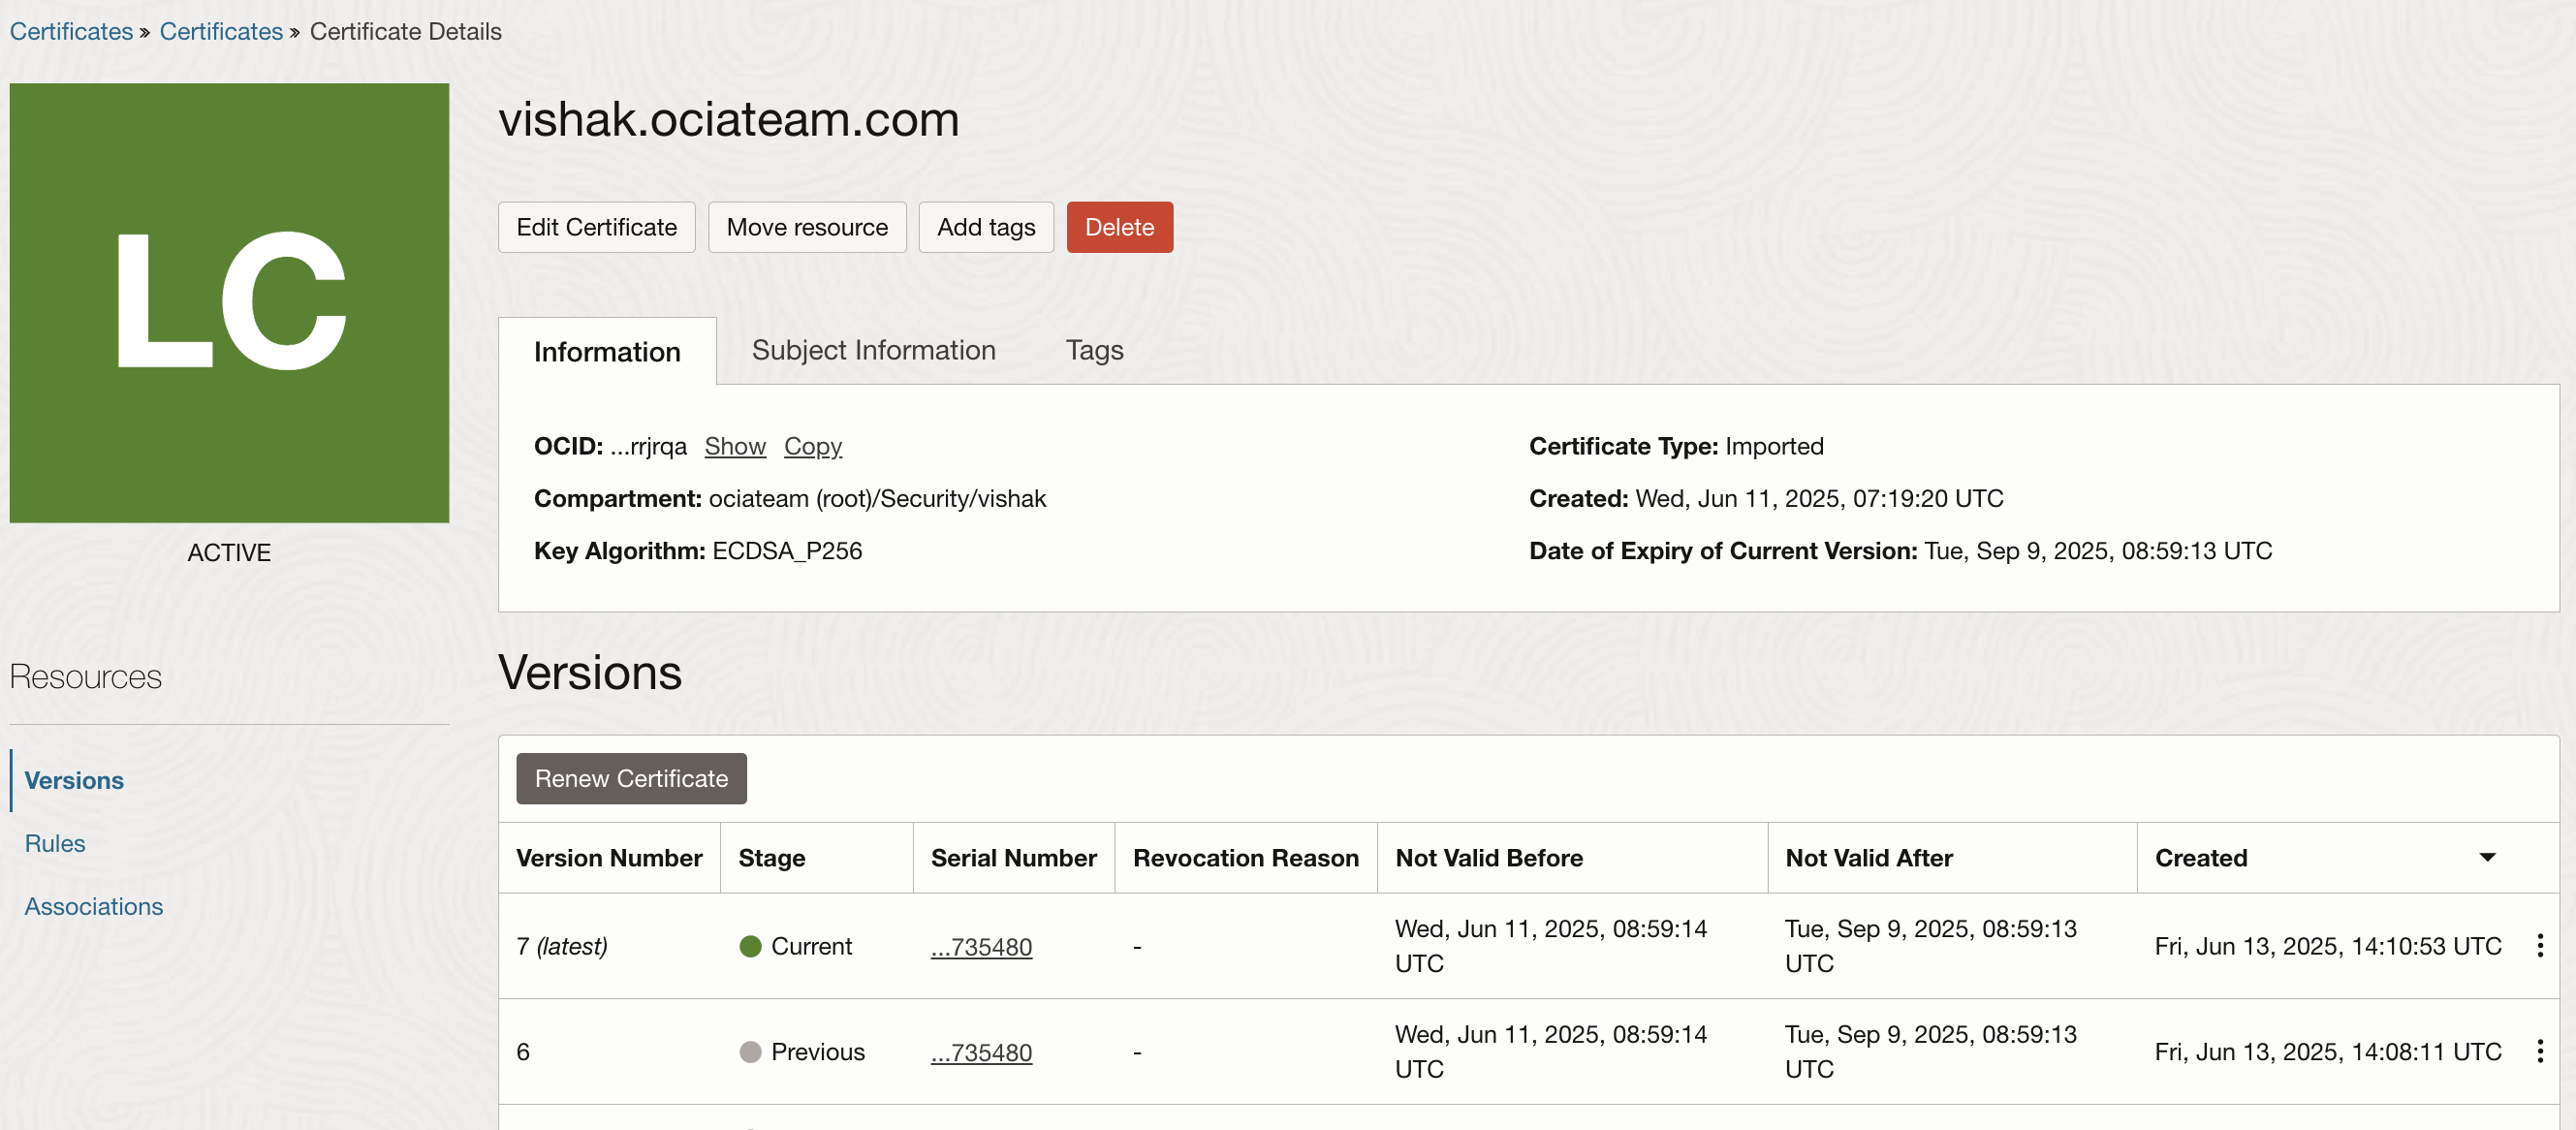 Certificates » Certificates » Certificate Details
LC
ACTIVE
vishak.ociateam.com
Edit Certificate Move resource Add tags Delete
Information Subject Information Tags
OCID: ...rrjrqa Show Copy
Compartment: ociateam (root)/Security/vishak
Key Algorithm: ECDSA_P256
Certificate Type: Imported
Created: Wed, Jun 11, 2025, 07:19:20 UTC
Date of Expiry of Current Version: Tue, Sep 9, 2025, 08:59:13 UTC
Resources
Versions
Rules
Associations
Versions
Renew Certificate
Version Number Stage Serial Number Revocation Reason Not Valid Before Not Valid After Created
7 (latest) Current ...735480 - Wed, Jun 11, 2025, 08:59:14 UTC Tue, Sep 9, 2025, 08:59:13 UTC Fri, Jun 13, 2025, 14:10:53 UTC
6 Previous ...735480 - Wed, Jun 11, 2025, 08:59:14 UTC Tue, Sep 9, 2025, 08:59:13 UTC Fri, Jun 13, 2025, 14:08:11 UTC